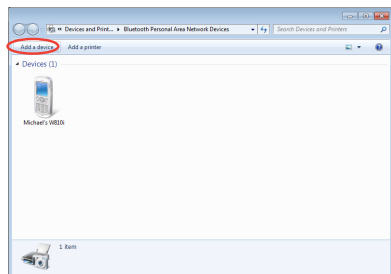 « Devices and Print... ▸ Bluetooth Personal Area Network Devices
Search Devices and Printers
Add a device
Add a printer
Devices (1)
Michael's W810i
1 item